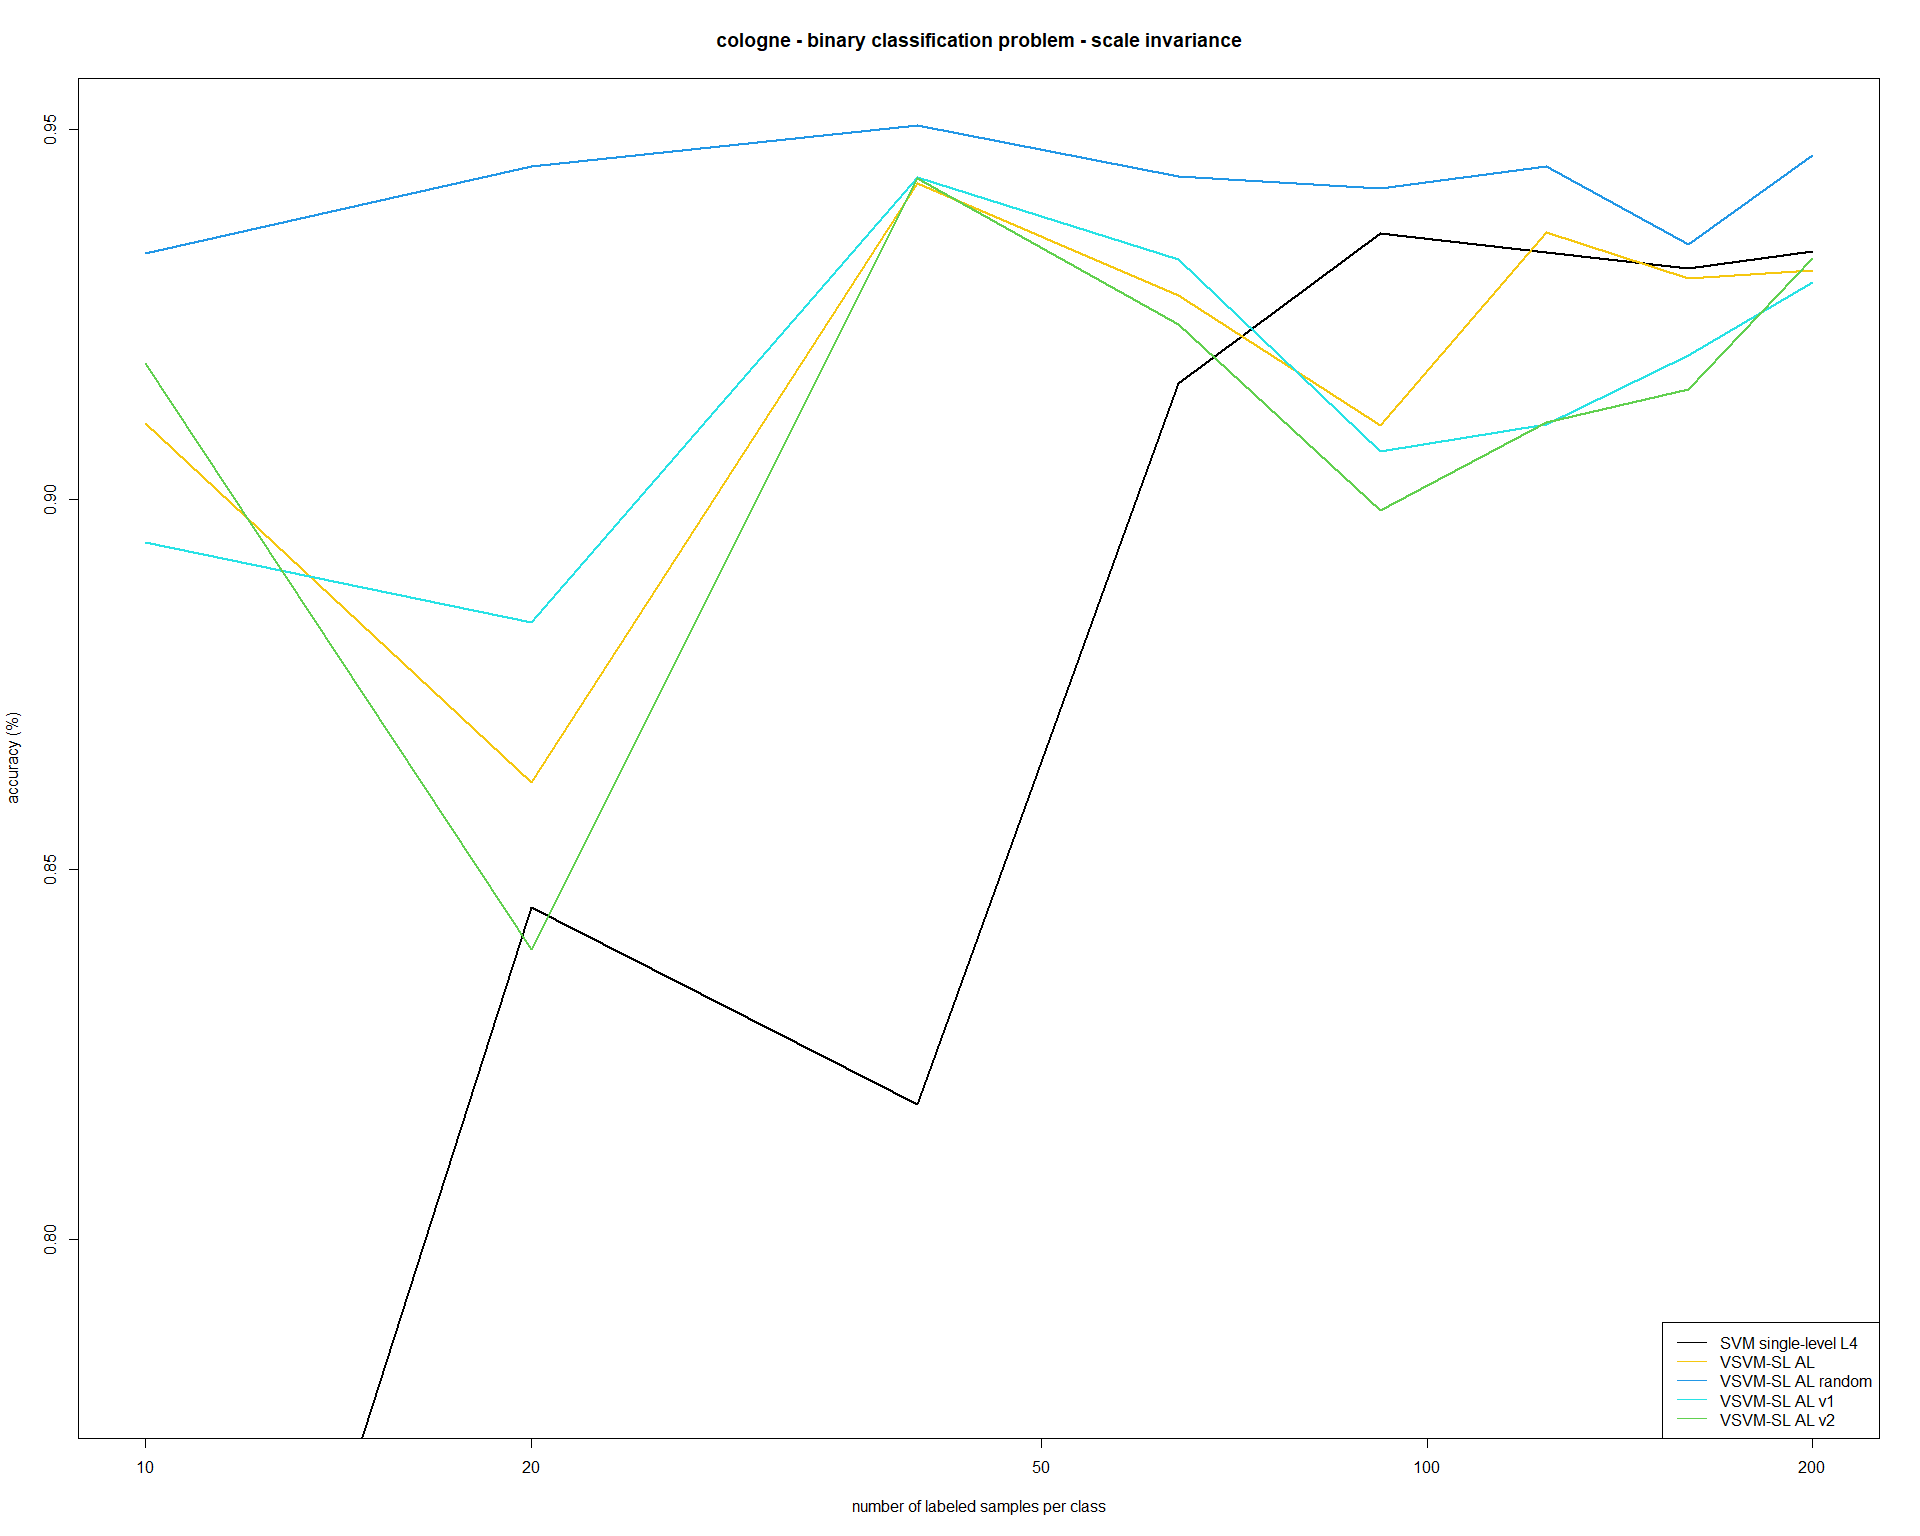 cologne - binary classification problem - scale invariance
accuracy (%)
0.95
0.90
0.85
0.80
10
20
50
100
200
number of labeled samples per class
SVM single-level L4
VSVM-SL AL
VSVM-SL AL random
VSVM-SL AL v1
VSVM-SL AL v2